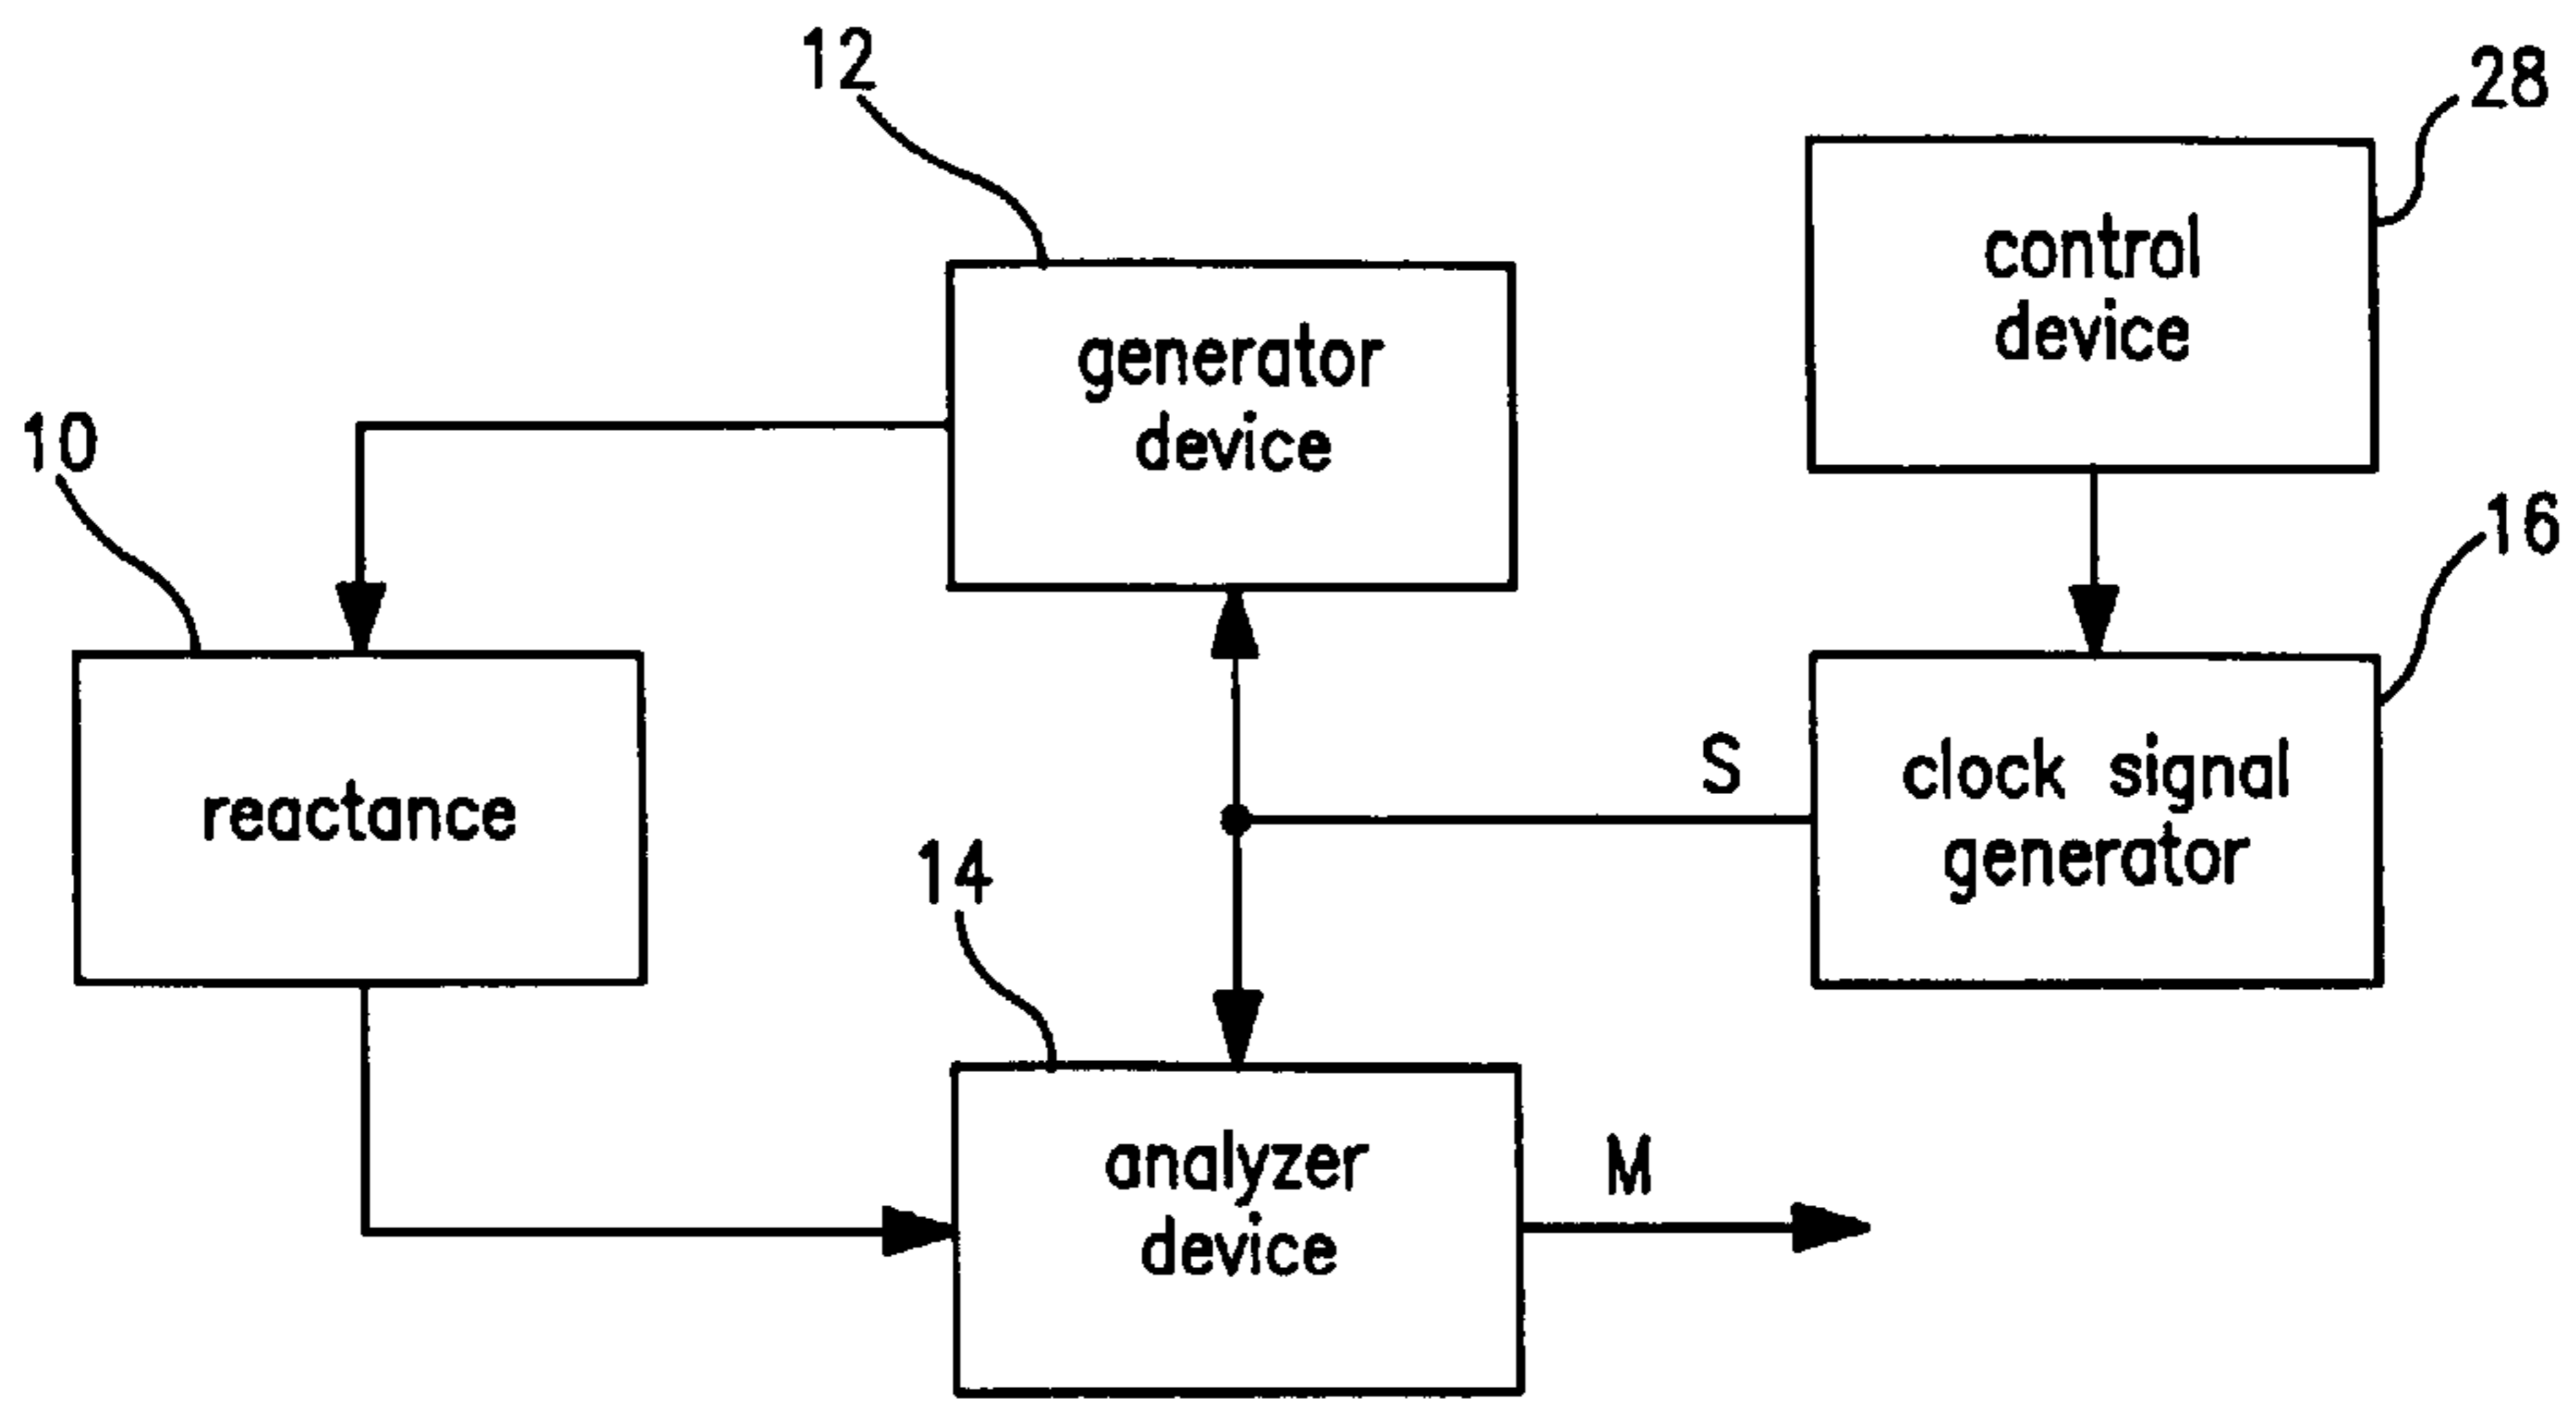 12
28
control
device
generator
device
10
16
reactance
S
clock signal
generator
14
analyzer
device
M